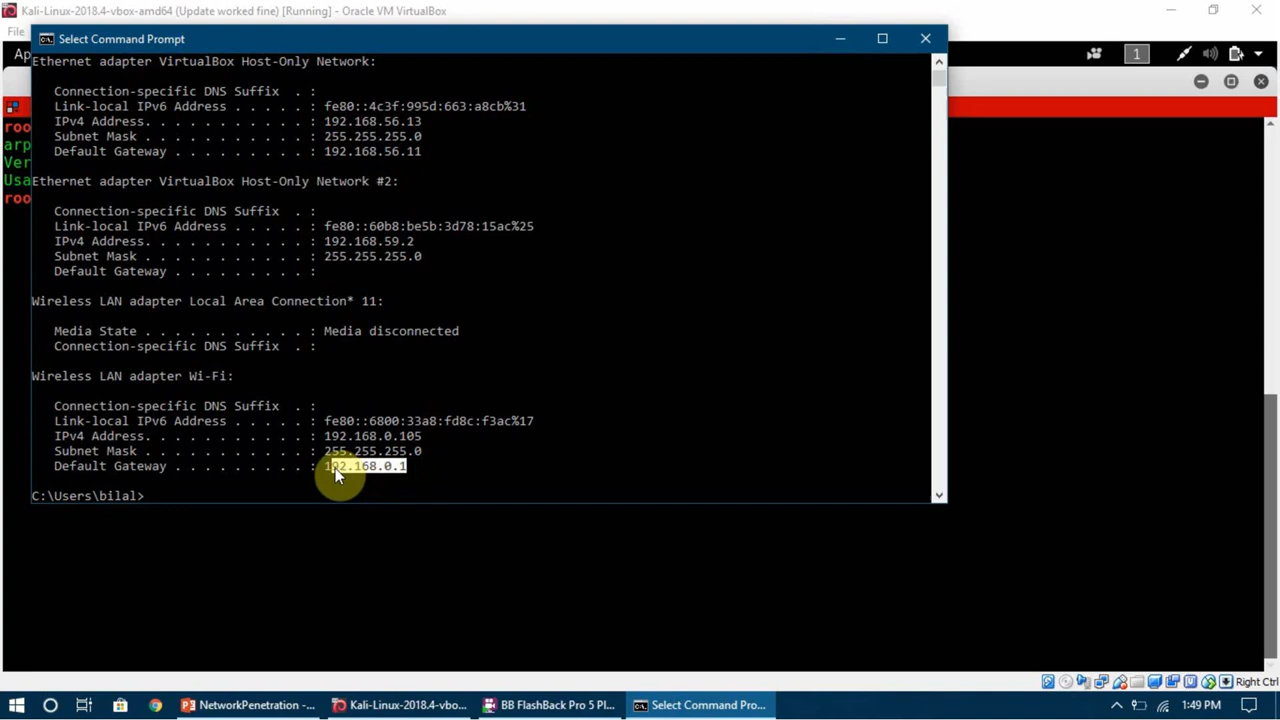 Kali-Linux-2018.4-vbox-amd64 (Update worked fine) [Running] - Oracle VM VirtualBox
File
Select Command Prompt
Ap
1
Ethernet adapter VirtualBox Host-Only Network:
Connection-specific DNS Suffix . :
Link-local IPv6 Address . . . . . : fe80::4c3f:995d:663:a8cb%31
IPv4 Address. . . . . . . . . . . : 192.168.56.13
Subnet Mask . . . . . . . . . . . : 255.255.255.0
Default Gateway . . . . . . . . . : 192.168.56.11
roo
arp
Ver
Usa
roo
Ethernet adapter VirtualBox Host-Only Network #2:
Connection-specific DNS Suffix . :
Link-local IPv6 Address . . . . . : fe80::60b8:be5b:3d78:15ac%25
IPv4 Address. . . . . . . . . . . : 192.168.59.2
Subnet Mask . . . . . . . . . . . : 255.255.255.0
Default Gateway . . . . . . . . . :
Wireless LAN adapter Local Area Connection* 11:
Media State . . . . . . . . . . . : Media disconnected
Connection-specific DNS Suffix . :
Wireless LAN adapter Wi-Fi:
Connection-specific DNS Suffix . :
Link-local IPv6 Address . . . . . : fe80::6800:33a8:fd8c:f3ac%17
IPv4 Address. . . . . . . . . . . : 192.168.0.105
Subnet Mask . . . . . . . . . . . : 255.255.255.0
Default Gateway . . . . . . . . . : 192.168.0.1
C:\Users\bilal>
Right Ctrl
NetworkPenetration -...
Kali-Linux-2018.4-vbo...
BB FlashBack Pro 5 Pl...
Select Command Pro...
1:49 PM